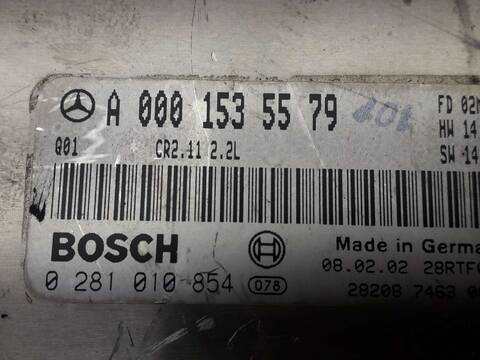 A 000 153 55 79
FD 02
Q01 CR2.11 2.2L
HW 14
SW 14
BOSCH
Made in Germa
0 281 010 854 078
08.02.02 28RTF
28208 7463